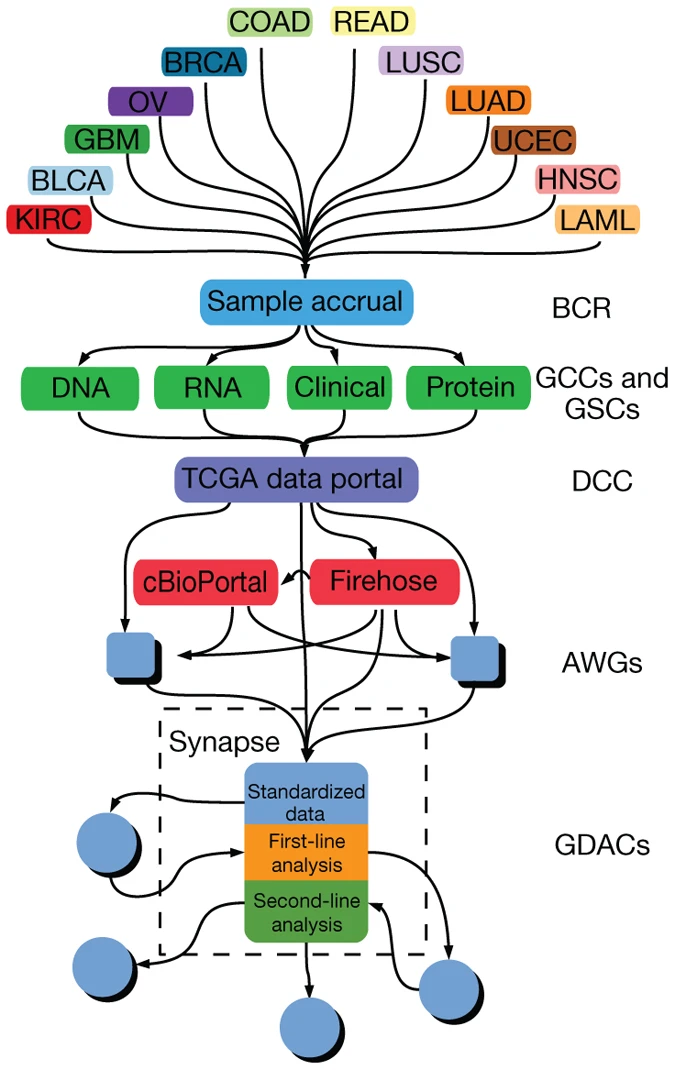 COAD
READ
BRCA
LUSC
OV
LUAD
GBM
UCEC
BLCA
HNSC
KIRC
LAML
Sample accrual
BCR
DNA
RNA
Clinical
Protein
GCCs and
GSCs
TCGA data portal
DCC
cBioPortal
Firehose
AWGs
Synapse
Standardized
data
First-line
analysis
GDACs
Second-line
analysis